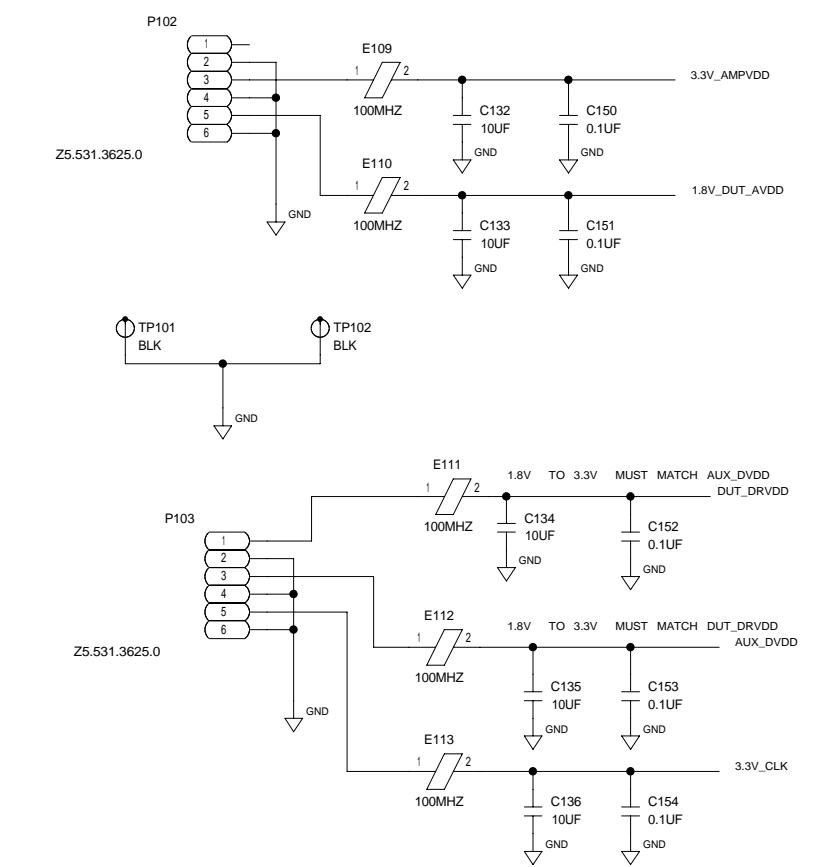 P102
1
2
3
4
5
6
Z5.531.3625.0
GND
E109
1 2
100MHZ
C132
10UF
GND
C150
0.1UF
GND
3.3V_AMPVDD
E110
1 2
100MHZ
C133
10UF
GND
C151
0.1UF
GND
1.8V_DUT_AVDD
TP101
BLK
TP102
BLK
GND
P103
1
2
3
4
5
6
Z5.531.3625.0
GND
E111
1 2
100MHZ
1.8V TO 3.3V MUST MATCH AUX_DVDD
DUT_DRVDD
C134
10UF
GND
C152
0.1UF
GND
E112
1 2
100MHZ
1.8V TO 3.3V MUST MATCH DUT_DRVDD
AUX_DVDD
C135
10UF
GND
C153
0.1UF
GND
E113
1 2
100MHZ
3.3V_CLK
C136
10UF
GND
C154
0.1UF
GND